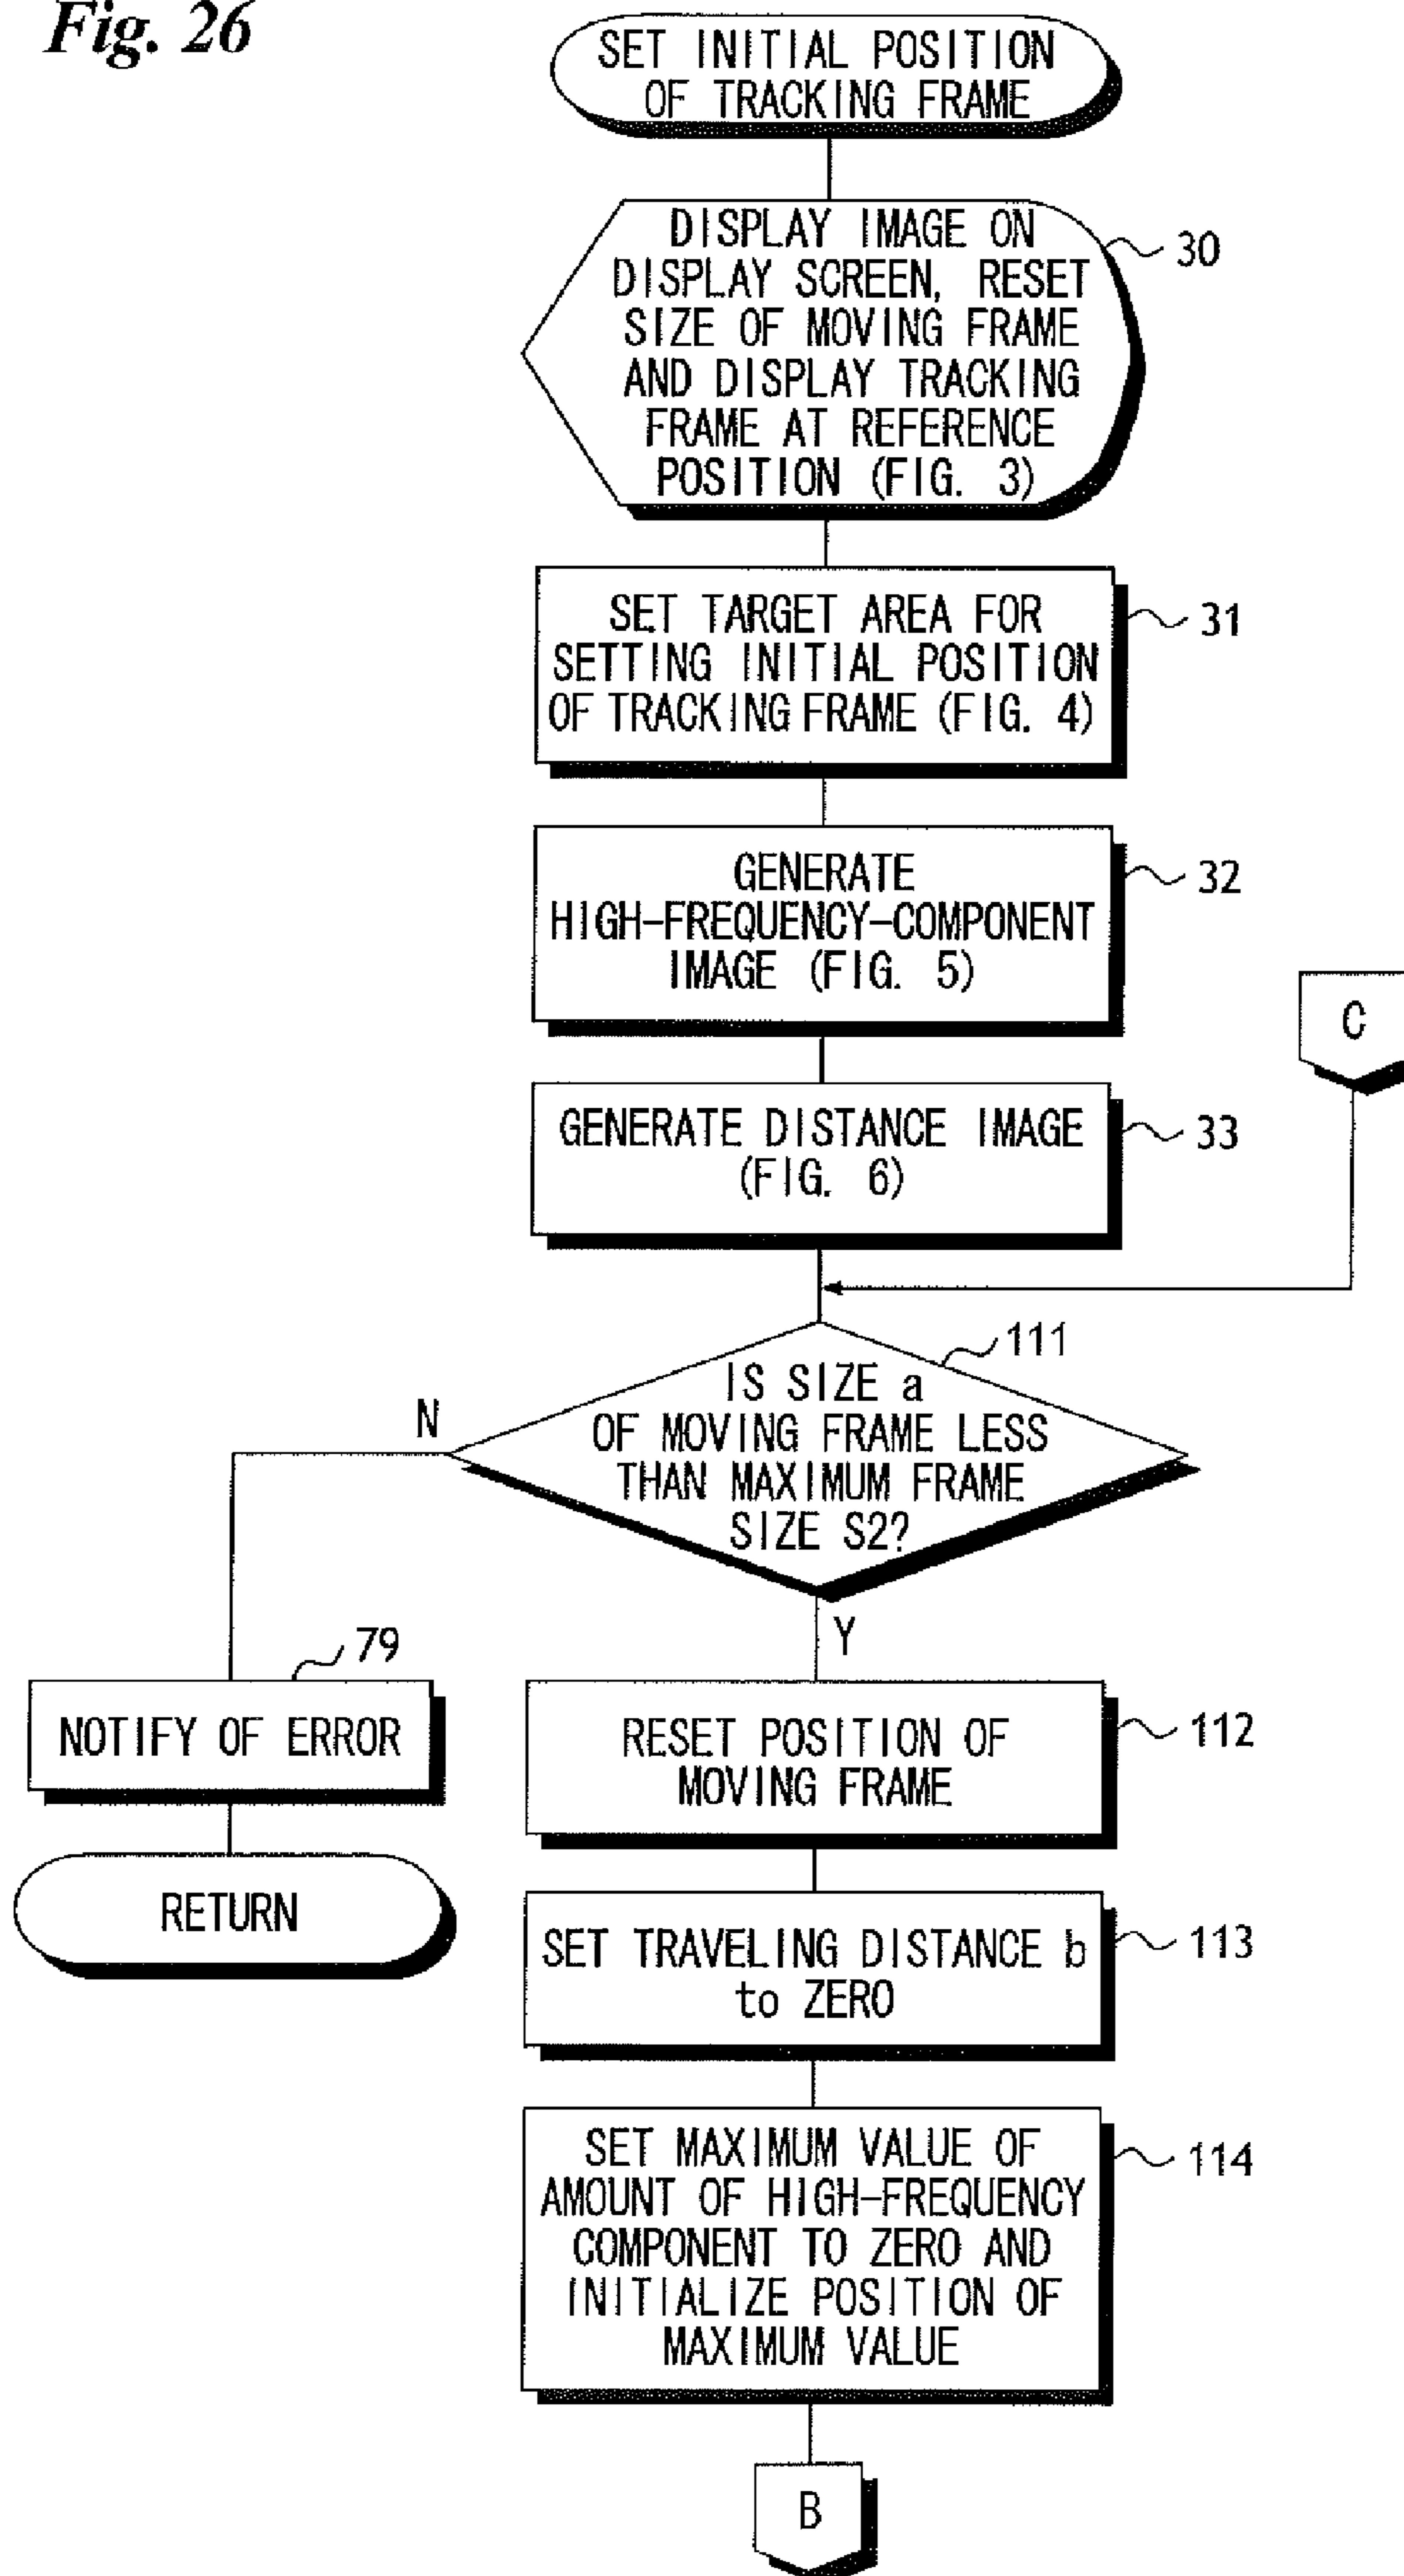 Fig. 26
SET INITIAL POSITION
OF TRACKING FRAME
DISPLAY IMAGE ON
DISPLAY SCREEN, RESET
SIZE OF MOVING FRAME
AND DISPLAY TRACKING
FRAME AT REFERENCE
POSITION (FIG. 3)
30
SET TARGET AREA FOR
SETTING INITIAL POSITION
OF TRACKING FRAME (FIG. 4)
31
GENERATE
HIGH-FREQUENCY-COMPONENT
IMAGE (FIG. 5)
32
C
GENERATE DISTANCE IMAGE
(FIG. 6)
33
111
IS SIZE a
OF MOVING FRAME LESS
THAN MAXIMUM FRAME
SIZE S2?
N
Y
79
NOTIFY OF ERROR
RETURN
RESET POSITION OF
MOVING FRAME
112
SET TRAVELING DISTANCE b
to ZERO
113
SET MAXIMUM VALUE OF
AMOUNT OF HIGH-FREQUENCY
COMPONENT TO ZERO AND
INITIALIZE POSITION OF
MAXIMUM VALUE
114
B